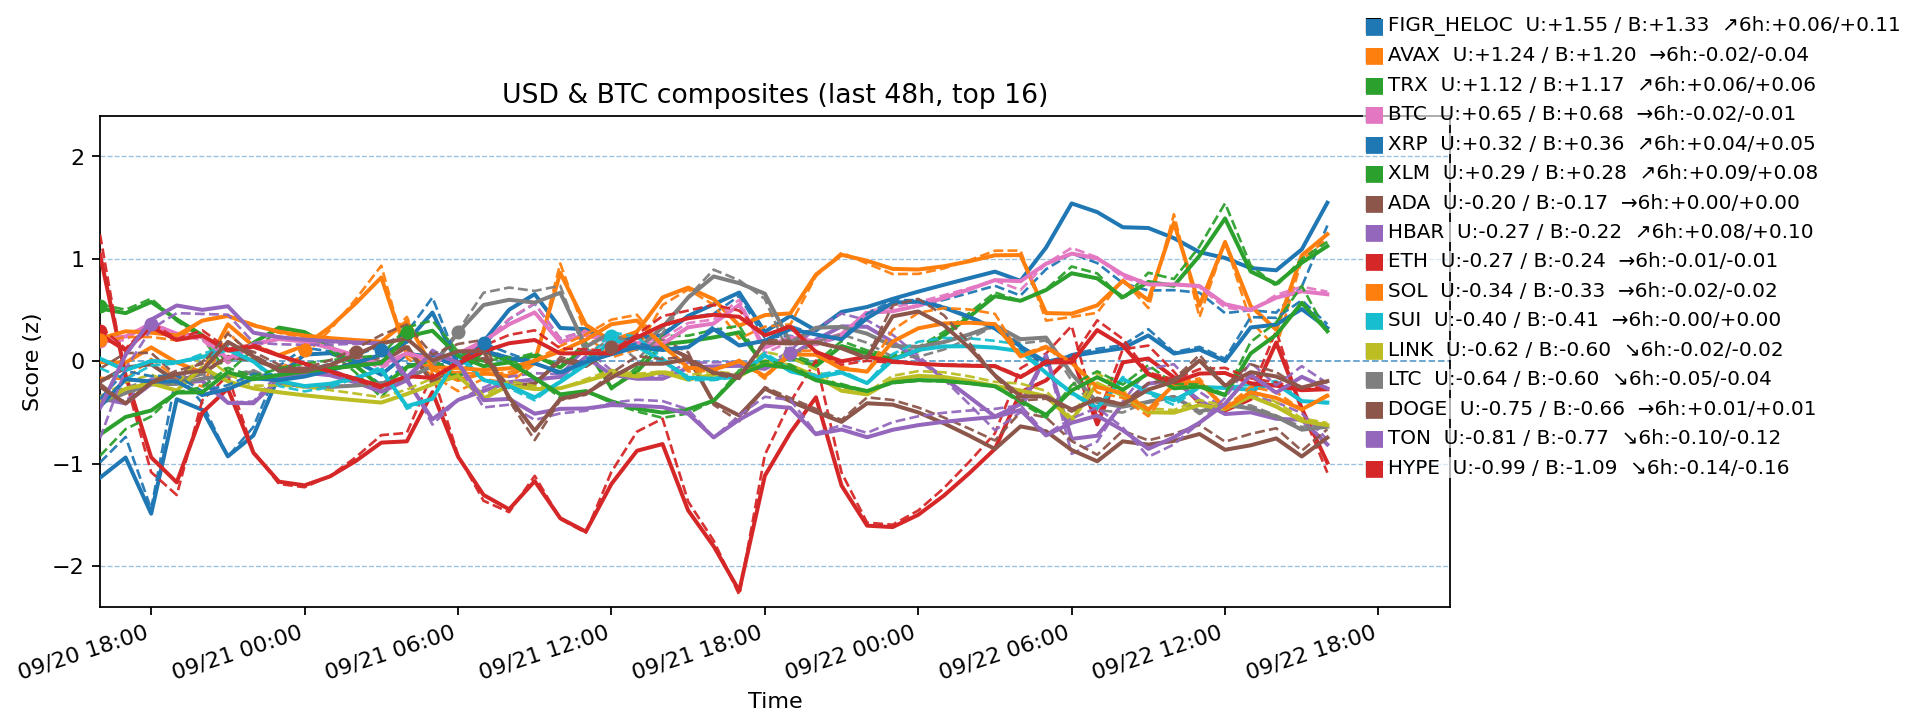 FIGR_HELOC U:+1.55 / B:+1.33 ↗6h:+0.06/+0.11
AVAX U:+1.24 / B:+1.20 →6h:-0.02/-0.04
TRX U:+1.12 / B:+1.17 ↗6h:+0.06/+0.06
BTC U:+0.65 / B:+0.68 →6h:-0.02/-0.01
XRP U:+0.32 / B:+0.36 ↗6h:+0.04/+0.05
XLM U:+0.29 / B:+0.28 ↗6h:+0.09/+0.08
ADA U:-0.20 / B:-0.17 →6h:+0.00/+0.00
HBAR U:-0.27 / B:-0.22 ↗6h:+0.08/+0.10
ETH U:-0.27 / B:-0.24 →6h:-0.01/-0.01
SOL U:-0.34 / B:-0.33 →6h:-0.02/-0.02
SUI U:-0.40 / B:-0.41 →6h:-0.00/+0.00
LINK U:-0.62 / B:-0.60 ↘6h:-0.02/-0.02
LTC U:-0.64 / B:-0.60 ↘6h:-0.05/-0.04
DOGE U:-0.75 / B:-0.66 →6h:+0.01/+0.01
TON U:-0.81 / B:-0.77 ↘6h:-0.10/-0.12
HYPE U:-0.99 / B:-1.09 ↘6h:-0.14/-0.16
USD & BTC composites (last 48h, top 16)
Score (z)
2
1
0
−1
−2
09/20 18:00
09/21 00:00
09/21 06:00
09/21 12:00
09/21 18:00
09/22 00:00
09/22 06:00
09/22 12:00
09/22 18:00
Time